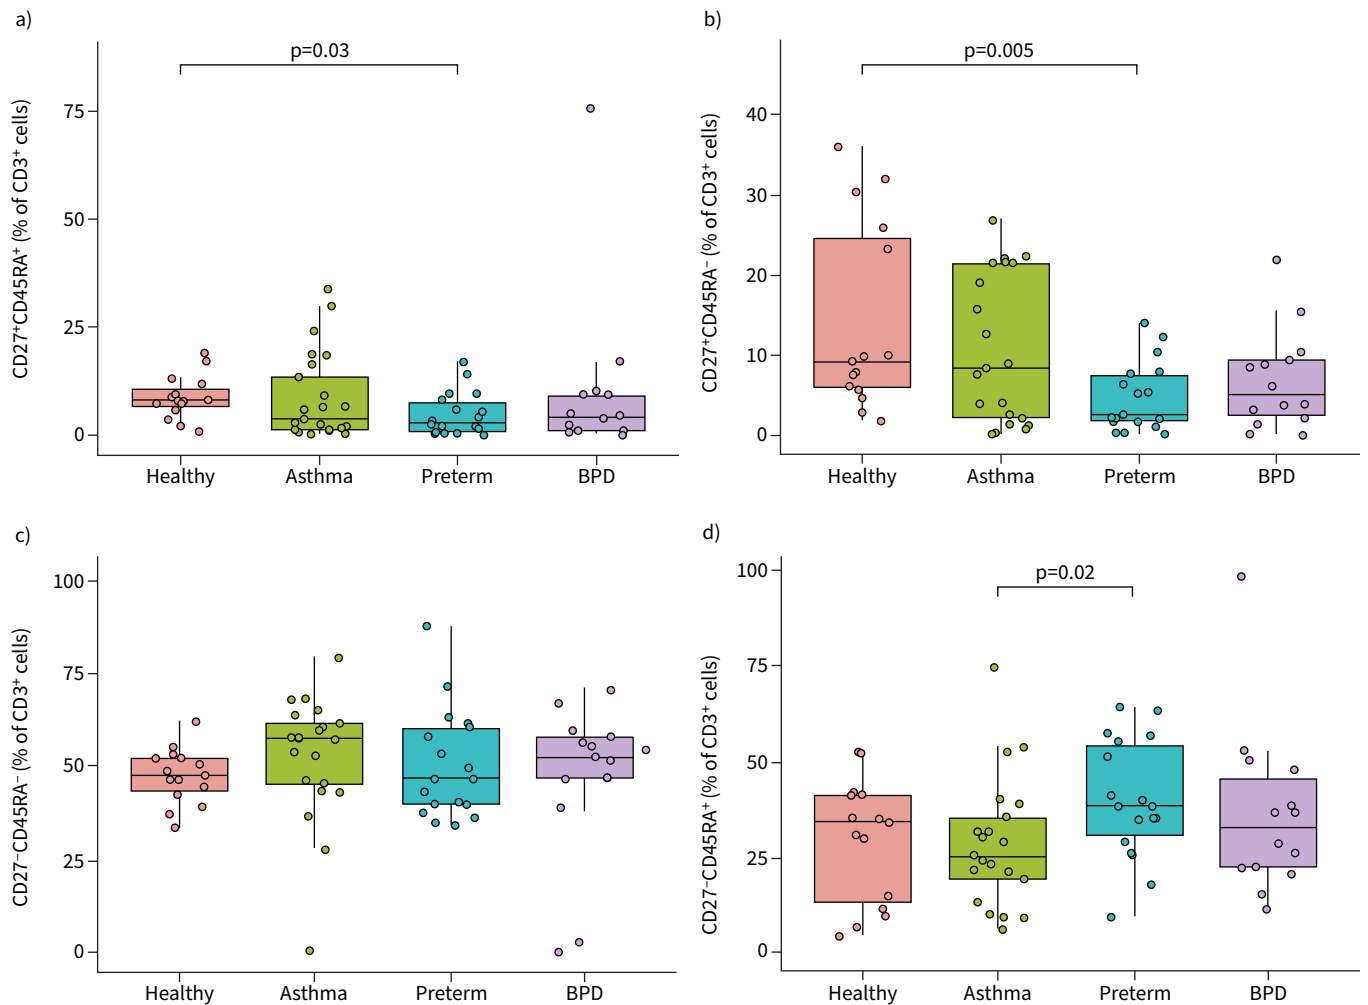 a)
p=0.03
CD27⁺CD45RA⁺ (% of CD3⁺ cells)
75
50
25
0
Healthy
Asthma
Preterm
BPD
b)
p=0.005
CD27⁺CD45RA⁻ (% of CD3⁺ cells)
40
30
20
10
0
Healthy
Asthma
Preterm
BPD
c)
CD27⁻CD45RA⁻ (% of CD3⁺ cells)
100
75
50
25
0
Healthy
Asthma
Preterm
BPD
d)
p=0.02
CD27⁻CD45RA⁺ (% of CD3⁺ cells)
100
75
50
25
0
Healthy
Asthma
Preterm
BPD